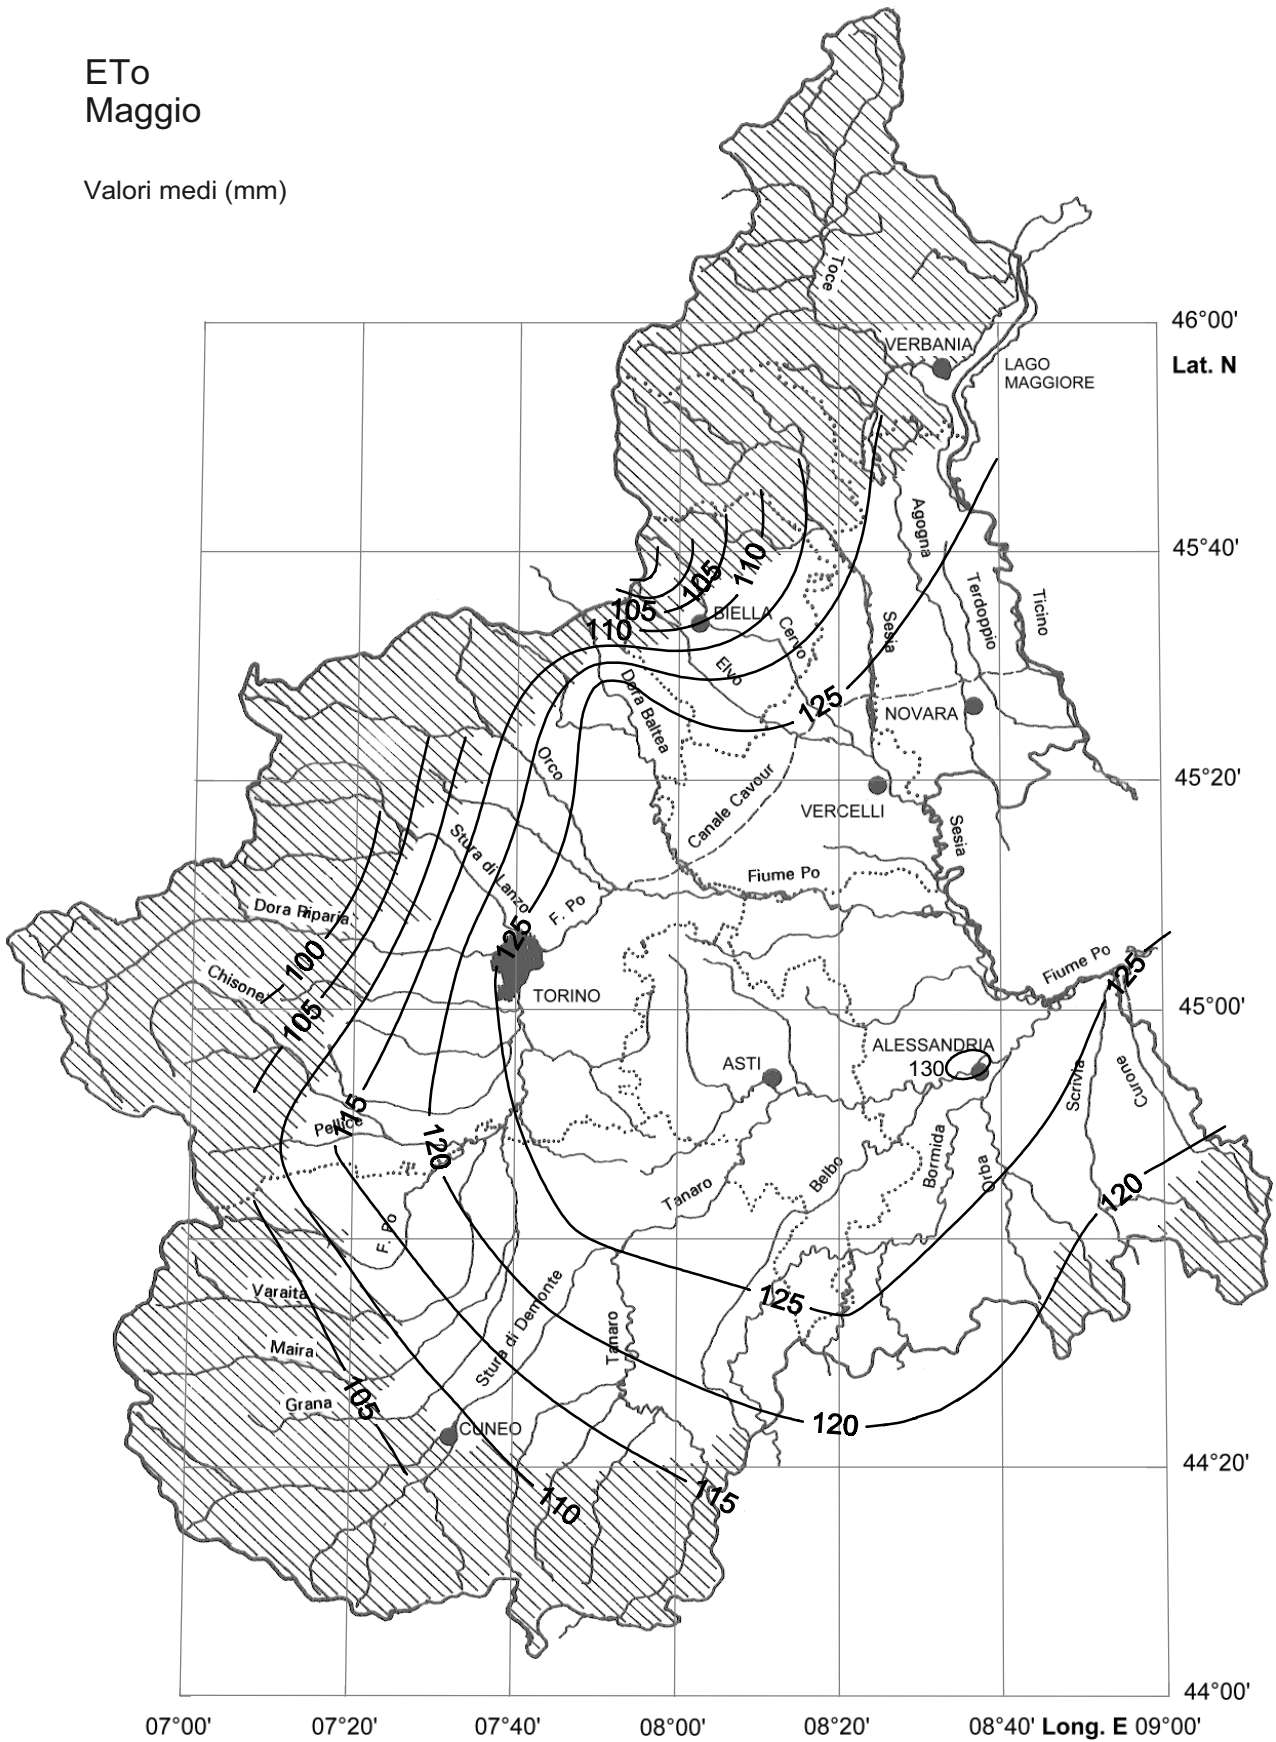 ETo
Maggio
Valori medi (mm)
Toce
46°00'
VERBANIA
Lat. N
LAGO
MAGGIORE
Agogna
45°40'
110
105
Terdoppio
Ticino
105
BIELLA
110
Cervo
Sesia
Elvo
Dora Baltea
125
NOVARA
Orco
45°20'
Canale Cavour
VERCELLI
Sesia
Stura di Lanzo
Fiume Po
Dora Riparia
F. Po
125
100
Fiume Po
125
Chisone
TORINO
105
45°00'
ALESSANDRIA
ASTI
130
Scrivia
Curone
115
Pellice
120
Bormida
Orba
Belbo
Tanaro
120
F. Po
Varaita
125
Stura di Demonte
Tanaro
Maira
105
Grana
CUNEO
120
44°20'
115
110
44°00'
07°00'
07°20'
07°40'
08°00'
08°20'
08°40'
Long. E
09°00'